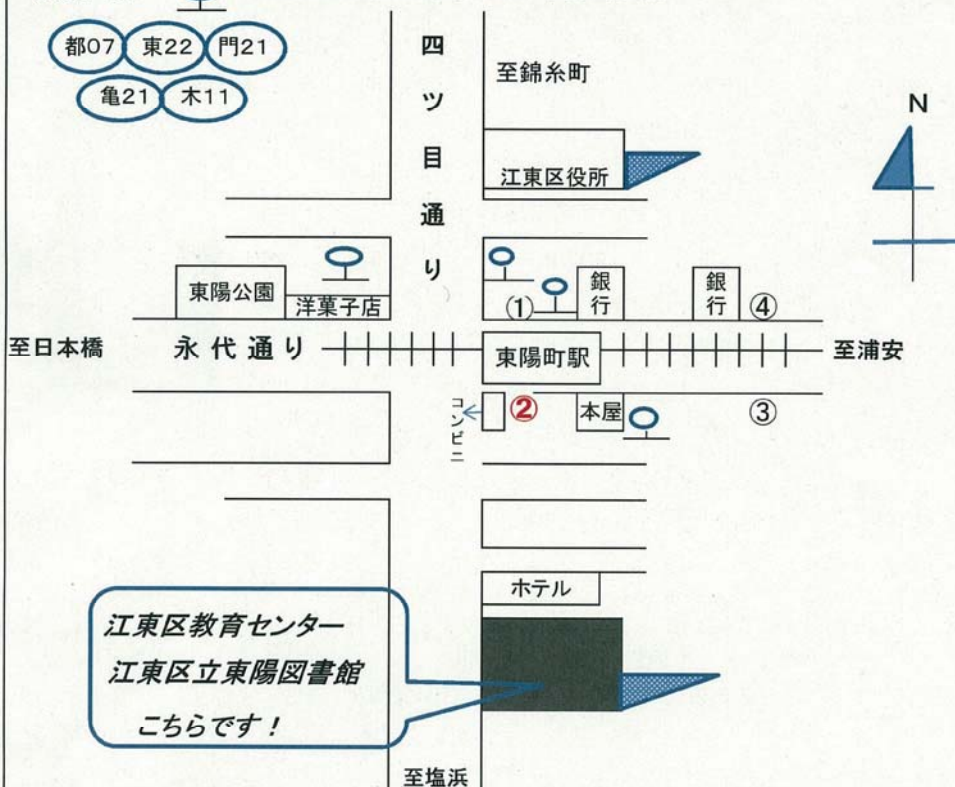 都07 東22 門21
亀21 木11
四ツ目通り
至錦糸町
N
江東区役所
東陽公園
洋菓子店
①
銀行
銀行
④
至日本橋
永代通り
東陽町駅
至浦安
コンビニ
②
本屋
③
ホテル
江東区教育センター
江東区立東陽図書館
こちらです！
至塩浜